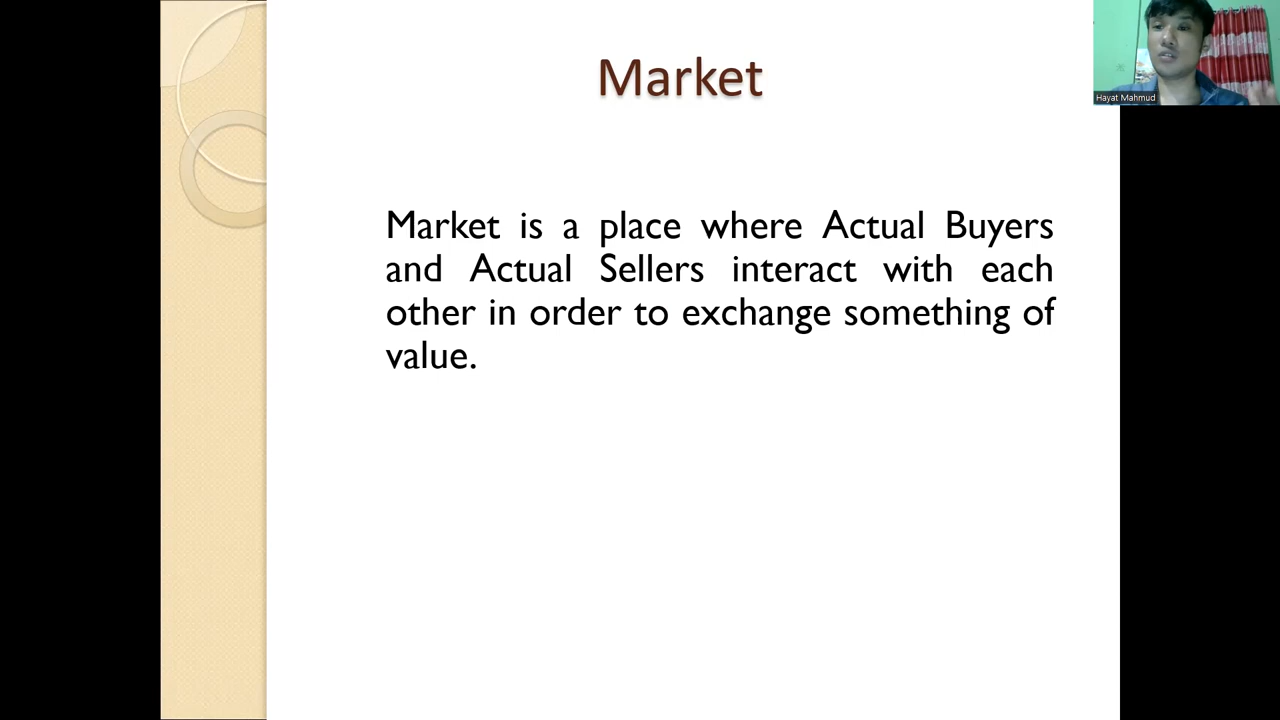 Market
Hayat Mahmud
Market is a place where Actual Buyers
and Actual Sellers interact with each
other in order to exchange something of
value.